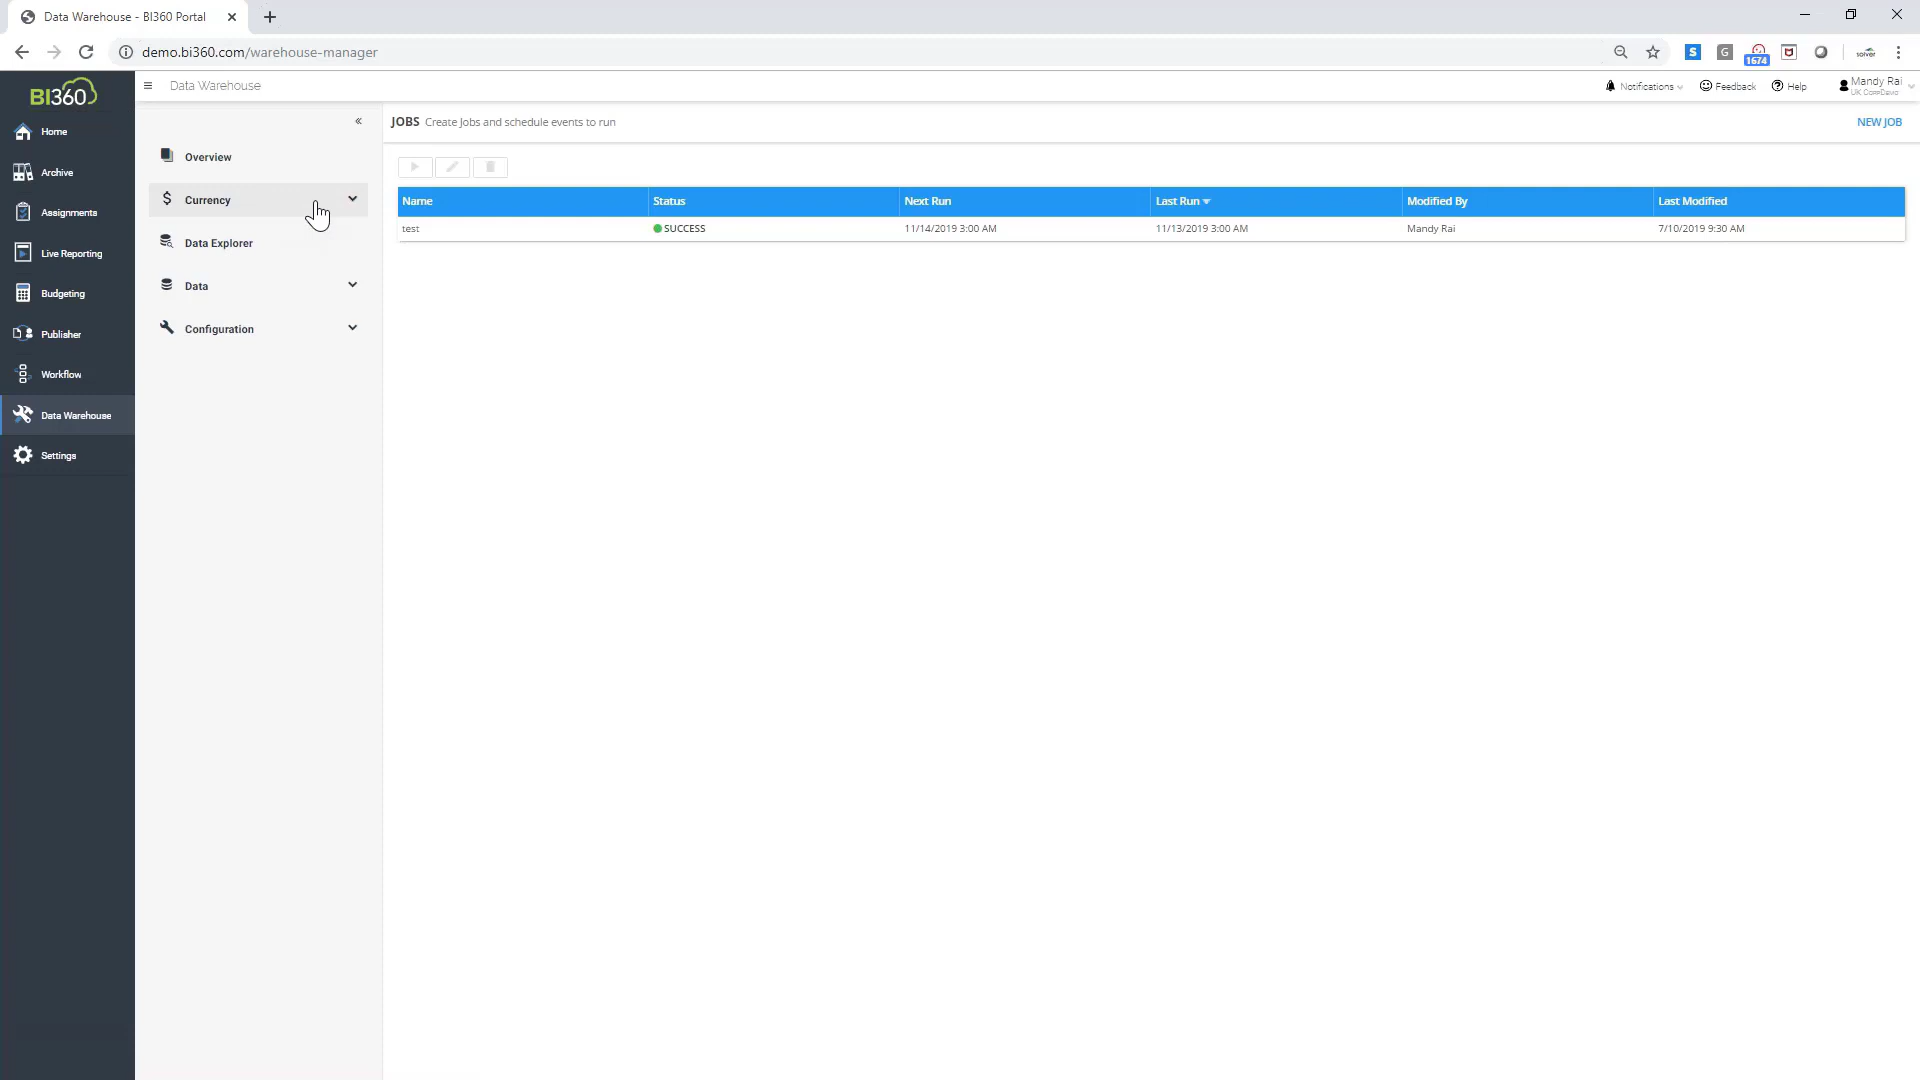 Data Warehouse - BI360 Portal
demo.bi360.com/warehouse-manager
1674
solver
BI360
Data Warehouse
Notifications
Feedback
Help
Mandy Rai
UK CorpDemo
Home
Archive
Assignments
Live Reporting
Budgeting
Publisher
Workflow
Data Warehouse
Settings
Overview
Currency
Data Explorer
Data
Configuration
JOBS Create Jobs and schedule events to run
NEW JOB
Name Status Next Run Last Run Modified By Last Modified
test SUCCESS 11/14/2019 3:00 AM 11/13/2019 3:00 AM Mandy Rai 7/10/2019 9:30 AM